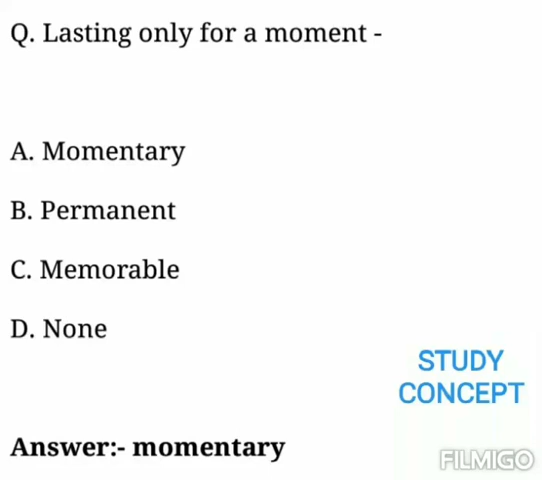 Q. Lasting only for a moment -
A. Momentary
B. Permanent
C. Memorable
D. None
STUDY
CONCEPT
Answer:- momentary
FILMIGO